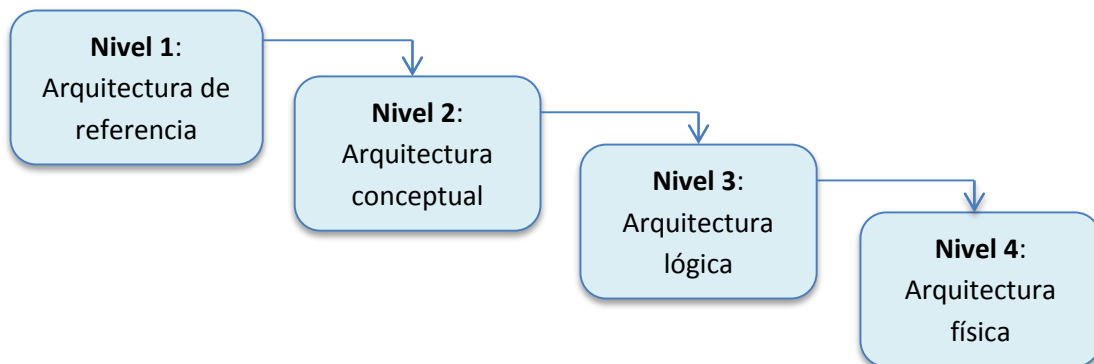 Nivel 1:
Arquitectura de
referencia
Nivel 2:
Arquitectura
conceptual
Nivel 3:
Arquitectura
lógica
Nivel 4:
Arquitectura
física